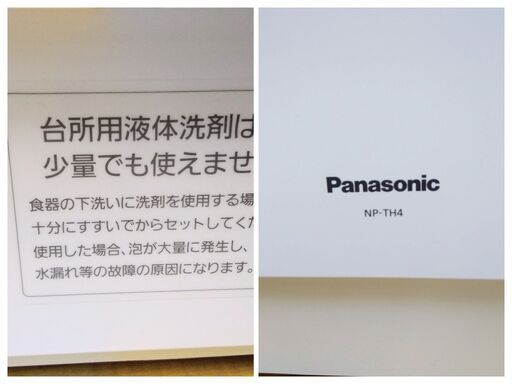 台所用液体洗剤は
少量でも使えませ
食器の下洗いに洗剤を使用する場
十分にすすいでからセットしてくだ
使用した場合、泡が大量に発生し、
水漏れ等の故障の原因になります。
Panasonic
NP-TH4